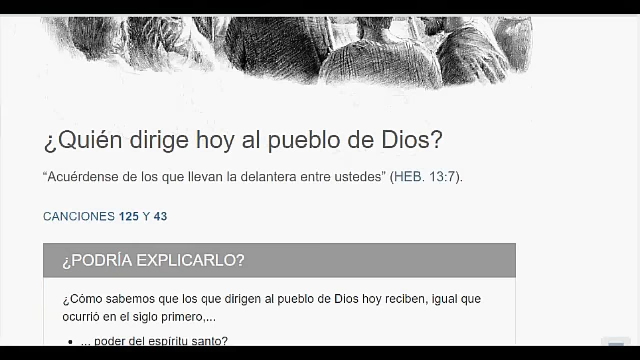 ¿Quién dirige hoy al pueblo de Dios?
“Acuérdense de los que llevan la delantera entre ustedes” (HEB. 13:7).
CANCIONES 125 Y 43
¿PODRÍA EXPLICARLO?
¿Cómo sabemos que los que dirigen al pueblo de Dios hoy reciben, igual que
ocurrió en el siglo primero,...
• ... poder del espíritu santo?